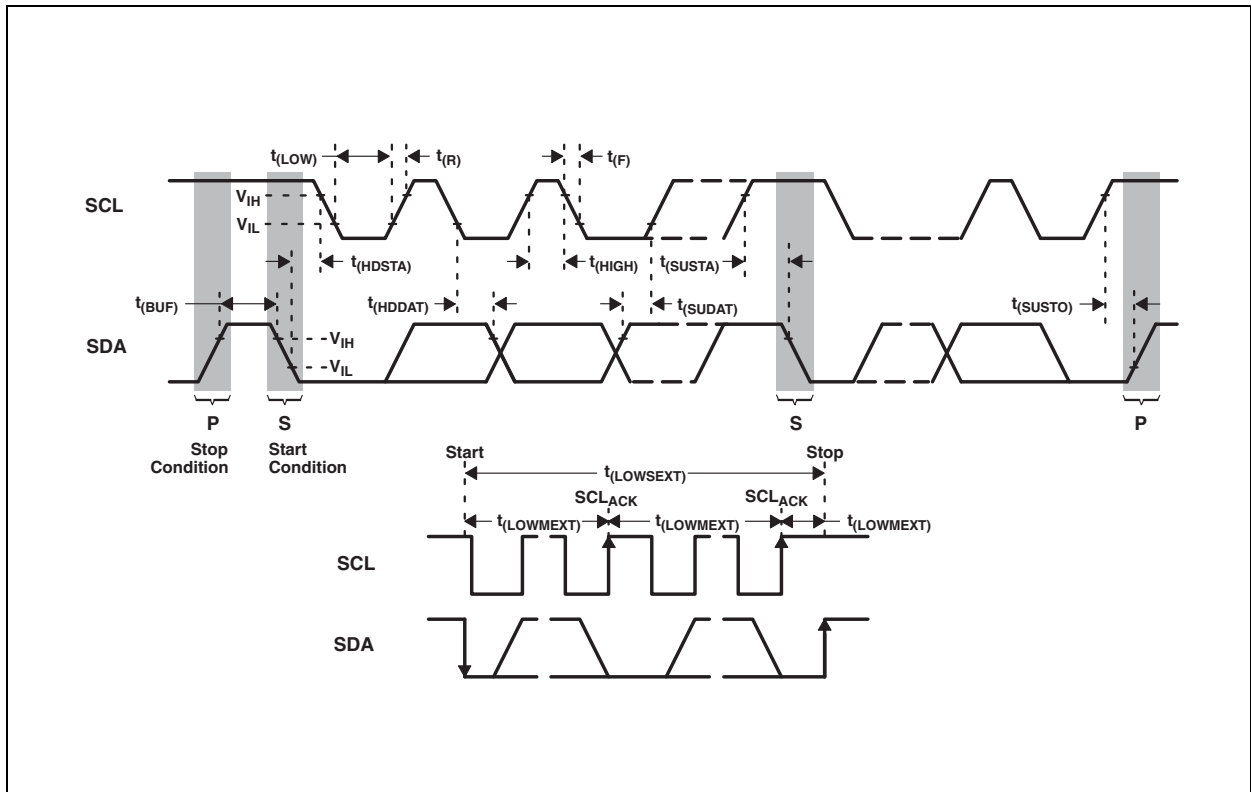 t(LOW)
t(R)
t(F)
SCL
VIH
VIL
t(HDSTA)
t(HIGH)
t(SUSTA)
t(BUF)
t(HDDAT)
t(SUDAT)
t(SUSTO)
SDA
VIH
VIL
P
S
S
P
Stop
Condition
Start
Condition
Start
Stop
t(LOWSEXT)
SCLACK
SCLACK
t(LOWMEXT)
t(LOWMEXT)
t(LOWMEXT)
SCL
SDA